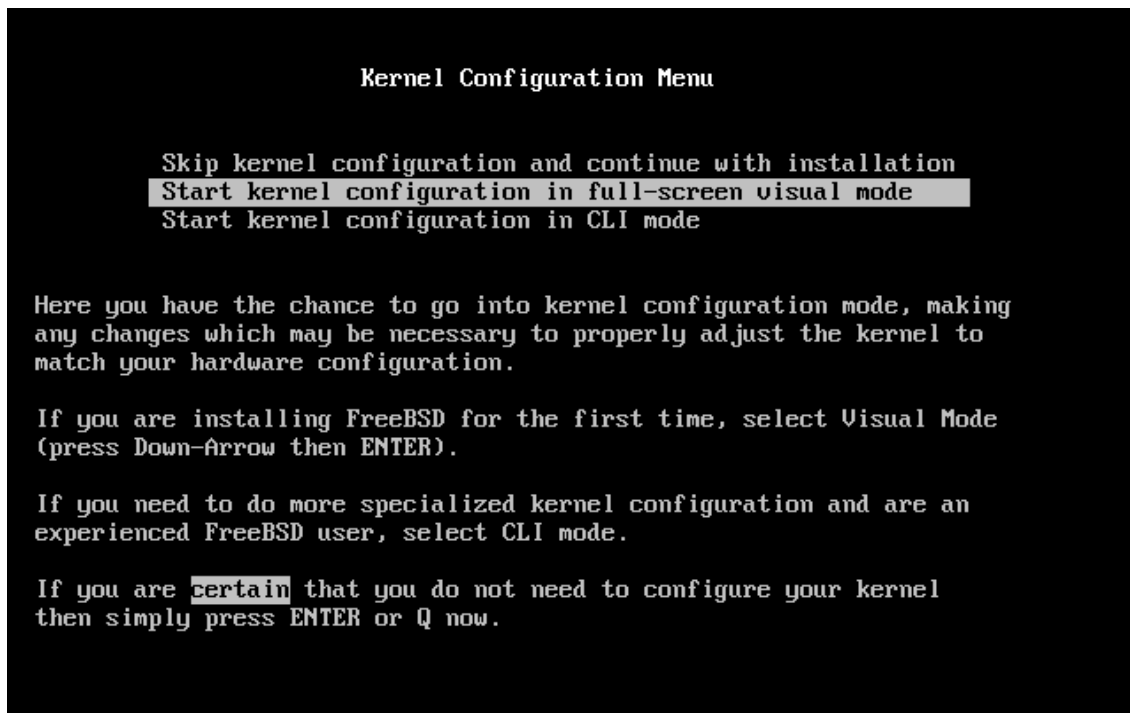 Kernel Configuration Menu
Skip kernel configuration and continue with installation
Start kernel configuration in full-screen visual mode
Start kernel configuration in CLI mode
Here you have the chance to go into kernel configuration mode, making
any changes which may be necessary to properly adjust the kernel to
match your hardware configuration.
If you are installing FreeBSD for the first time, select Visual Mode
(press Down-Arrow then ENTER).
If you need to do more specialized kernel configuration and are an
experienced FreeBSD user, select CLI mode.
If you are certain that you do not need to configure your kernel
then simply press ENTER or Q now.